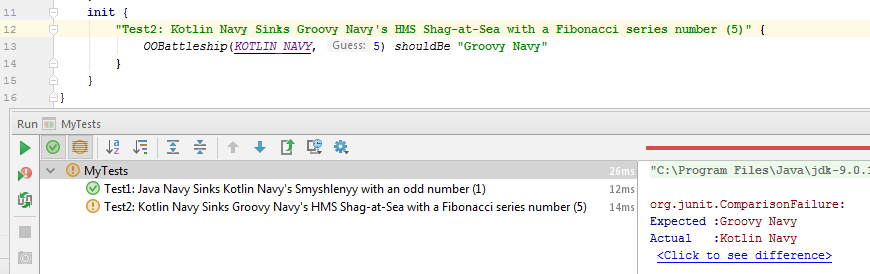 11 init {
12 "Test2: Kotlin Navy Sinks Groovy Navy's HMS Shag-at-Sea with a Fibonacci series number (5)" {
13 OOBattleship(KOTLIN NAVY, Guess: 5) shouldBe "Groovy Navy"
14 }
15 }
16 }
Run MyTests
MyTests 26ms
Test1: Java Navy Sinks Kotlin Navy's Smyshlenyy with an odd number (1) 12ms
Test2: Kotlin Navy Sinks Groovy Navy's HMS Shag-at-Sea with a Fibonacci series number (5) 14ms
"C:\Program Files\Java\jdk-9.0.
org.junit.ComparisonFailure:
Expected :Groovy Navy
Actual :Kotlin Navy
<Click to see difference>